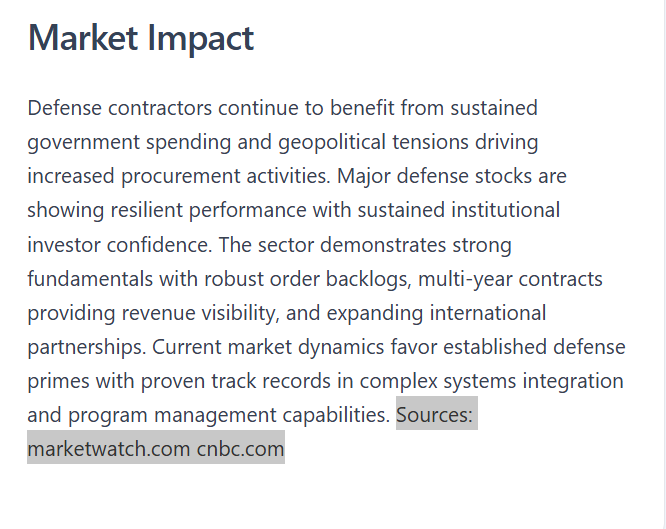 Market Impact
Defense contractors continue to benefit from sustained
government spending and geopolitical tensions driving
increased procurement activities. Major defense stocks are
showing resilient performance with sustained institutional
investor confidence. The sector demonstrates strong
fundamentals with robust order backlogs, multi-year contracts
providing revenue visibility, and expanding international
partnerships. Current market dynamics favor established defense
primes with proven track records in complex systems integration
and program management capabilities. Sources:
marketwatch.com cnbc.com